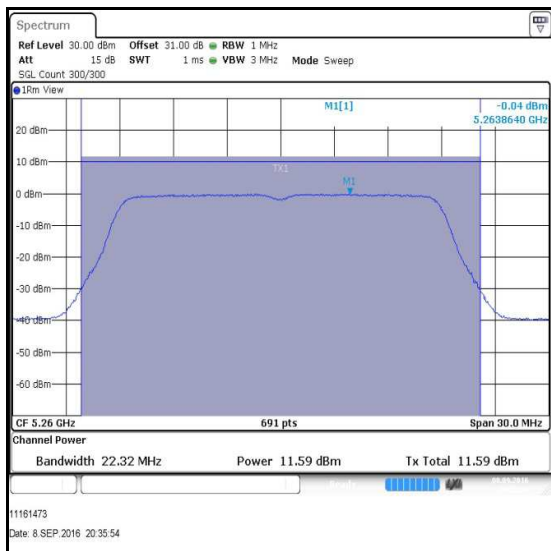 Spectrum
Ref Level 30.00 dBm Offset 31.00 dB RBW 1 MHz
Att 15 dB SWT 1 ms VBW 3 MHz Mode Sweep
SGL Count 300/300
1Rm View
M1[1] -0.04 dBm
5.2638640 GHz
20 dBm
10 dBm
TX1
M1
0 dBm
-10 dBm
-20 dBm
-30 dBm
-40 dBm
-50 dBm
-60 dBm
CF 5.26 GHz 691 pts Span 30.0 MHz
Channel Power
Bandwidth 22.32 MHz Power 11.59 dBm Tx Total 11.59 dBm
11161473
Date: 8.SEP.2016 20:35:54